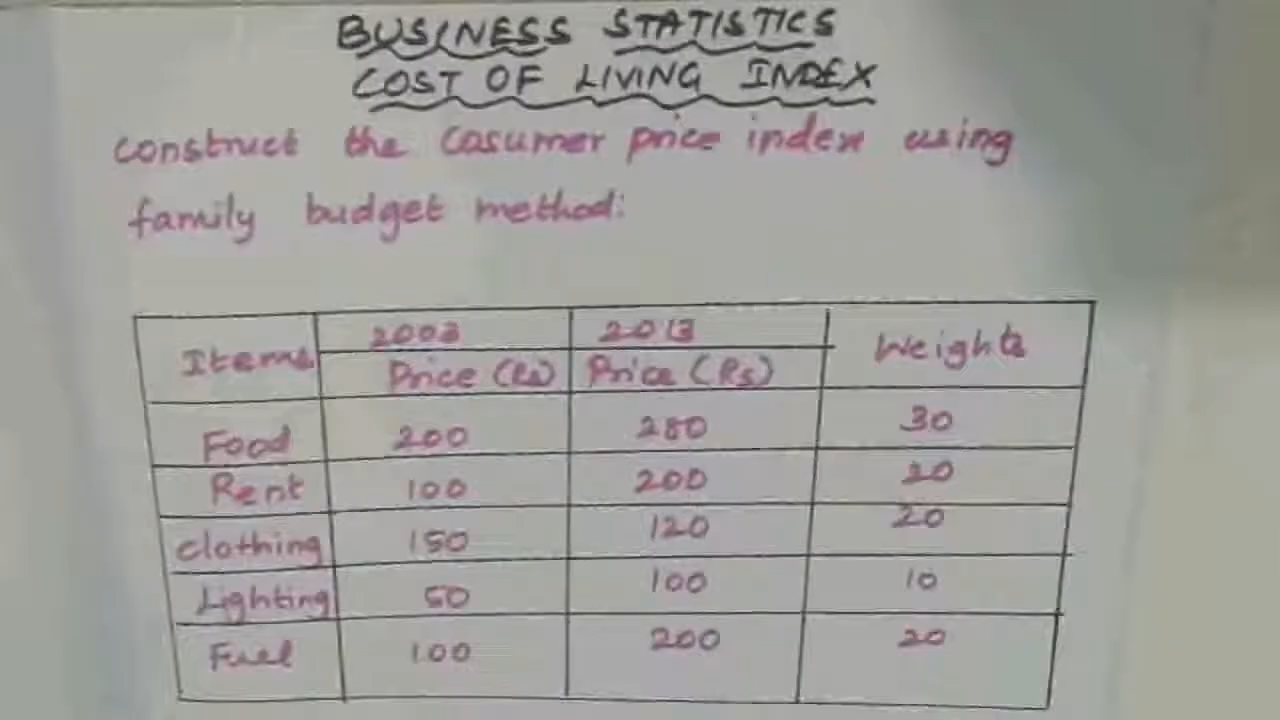 BUSINESS STATISTICS
COST OF LIVING INDEX
construct the casumer price index using
family budget method:
Items 2003 2013 Weights
Price (Rs) Price (Rs)
Food 200 280 30
Rent 100 200 20
clothing 150 120 20
Lighting 50 100 10
Fuel 100 200 20